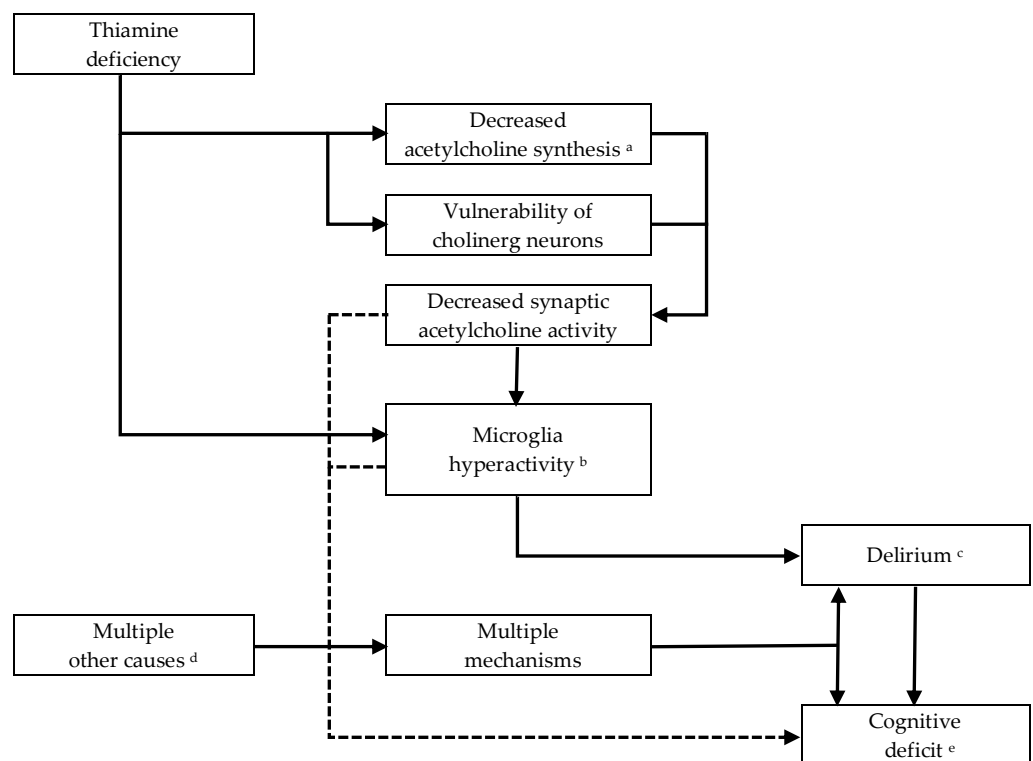 Thiamine
deficiency
Decreased
acetylcholine synthesis ᵃ
Vulnerability of
cholinerg neurons
Decreased synaptic
acetylcholine activity
Microglia
hyperactivity ᵇ
Delirium ᶜ
Multiple
other causes ᵈ
Multiple
mechanisms
Cognitive
deficit ᵉ